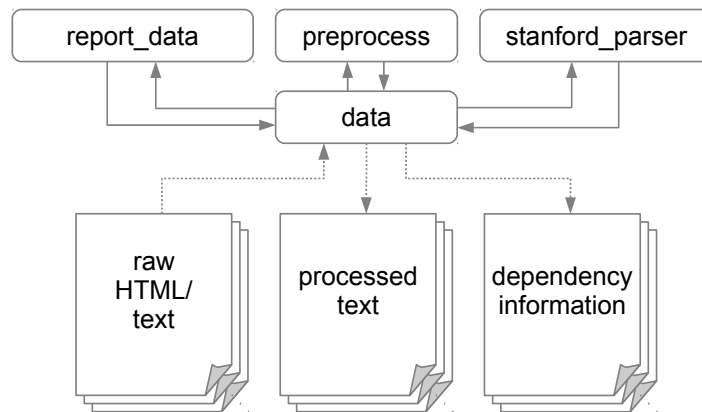 report_data
preprocess
stanford_parser
data
raw
HTML/
text
processed
text
dependency
information